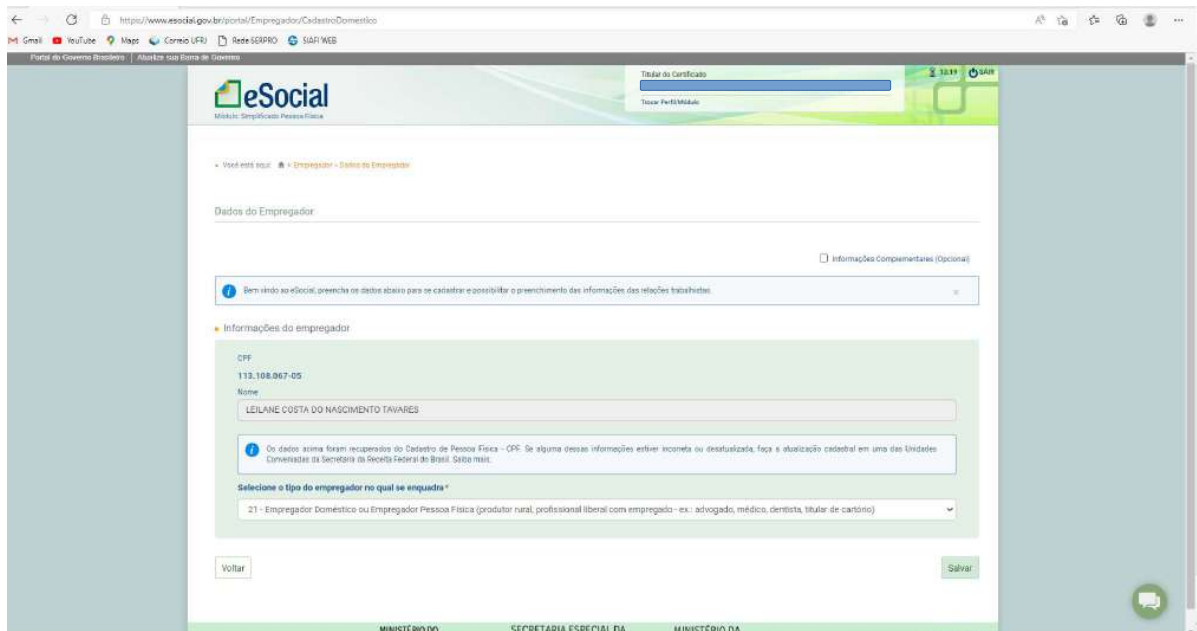 https://www.esocial.gov.br/portal/Empregador/CadastroDomestico
Gmail YouTube Maps Correio UFRJ Rede SERPRO SIAFI WEB
Portal do Governo Brasileiro | Atualize sua Barra de Governo
eSocial
Módulo: Simplificado Pessoa Física
Titular do Certificado
Trocar Perfil/Módulo
SAIR
Você está aqui: > Empregador > Dados do Empregador
Dados do Empregador
Informações Complementares (Opcional)
Bem vindo ao eSocial, preencha os dados abaixo para se cadastrar e possibilitar o preenchimento das informações das relações trabalhistas.
×
Informações do empregador
CPF
113.108.067-05
Nome
LEILANE COSTA DO NASCIMENTO TAVARES
Os dados acima foram recuperados do Cadastro de Pessoa Física - CPF. Se alguma dessas informações estiver incorreta ou desatualizada, faça a atualização cadastral em uma das Unidades
Conveniadas da Secretaria da Receita Federal do Brasil. Saiba mais.
Selecione o tipo do empregador no qual se enquadra*
21 - Empregador Doméstico ou Empregador Pessoa Física (produtor rural, profissional liberal com empregado - ex.: advogado, médico, dentista, titular de cartório)
Voltar
Salvar
MINISTÉRIO DO SECRETARIA ESPECIAL DA MINISTÉRIO DA